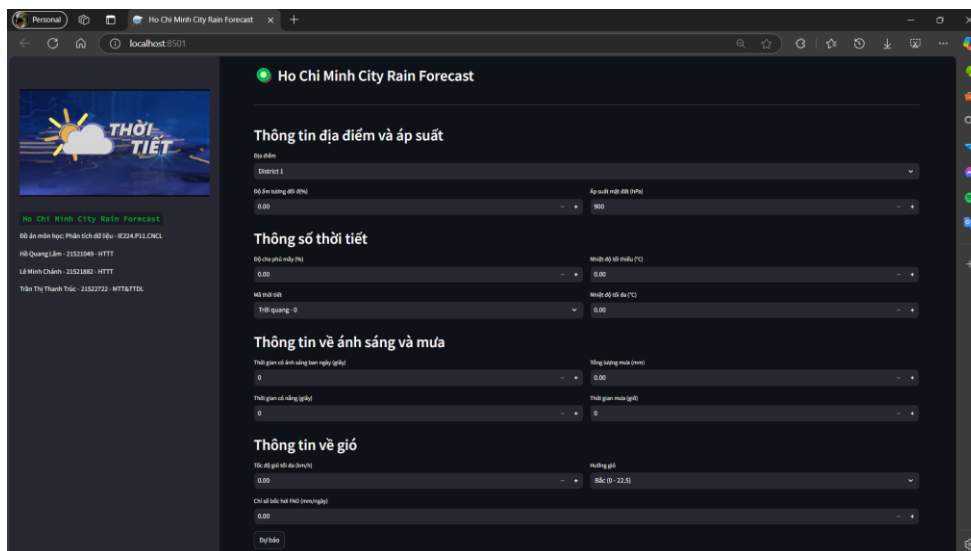 Personal
Ho Chi Minh City Rain Forecast
localhost:8501
THỜI
TIẾT
Ho Chi Minh City Rain Forecast
Đồ án môn học: Phân tích dữ liệu - IE224.P11.CNCL
Hồ Quang Lâm - 21521049 - HTTT
Lê Minh Chánh - 21521882 - HTTT
Trần Thị Thanh Trúc - 21522722 - MTT&TTDL
Ho Chi Minh City Rain Forecast
Thông tin địa điểm và áp suất
Địa điểm
District 1
Độ ẩm tương đối ở(%)
Áp suất mặt đất (hPa)
0.00
900
Thông số thời tiết
Độ che phủ mây (%)
Nhiệt độ tối thiểu (°C)
0.00
0.00
Mã thời tiết
Nhiệt độ tối đa (°C)
Trời quang - 0
0.00
Thông tin về ánh sáng và mưa
Thời gian có ánh sáng ban ngày (giây)
Tổng lượng mưa (mm)
0
0.00
Thời gian có nắng (giây)
Thời gian mưa (giờ)
0
0
Thông tin về gió
Tốc độ gió tối đa (km/h)
Hướng gió
0.00
Bắc (0 - 22.5)
Chỉ số bốc hơi FAO (mm/ngày)
0.00
Dự báo